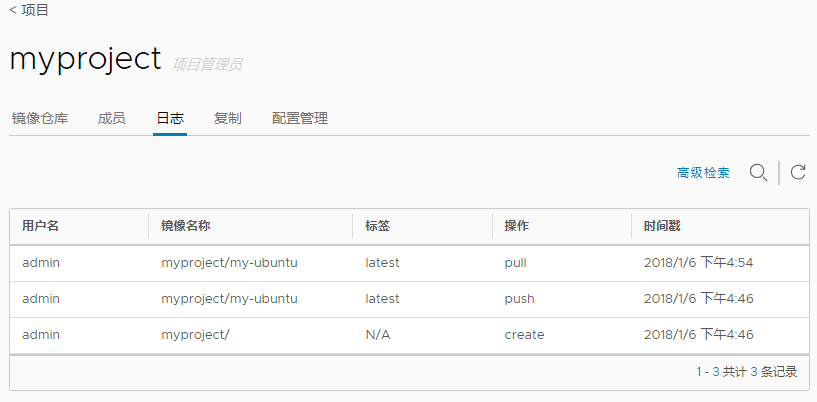 < 项目
myproject 项目管理员
镜像仓库 成员 日志 复制 配置管理
高级检索
用户名 镜像名称 标签 操作 时间戳
admin myproject/my-ubuntu latest pull 2018/1/6 下午4:54
admin myproject/my-ubuntu latest push 2018/1/6 下午4:46
admin myproject/ N/A create 2018/1/6 下午4:46
1 - 3 共计 3 条记录